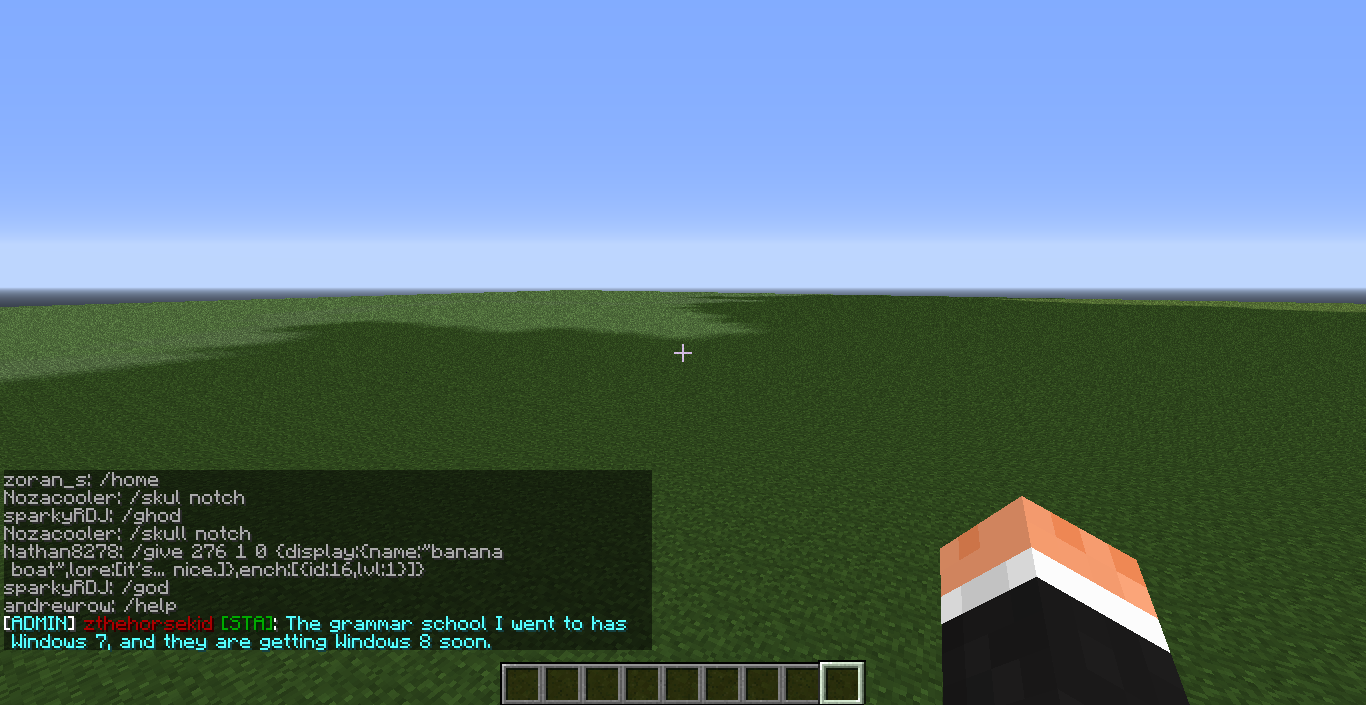 zoran_s: /home
Nozacooler: /skul notch
sparkyRDJ: /ghod
Nozacooler: /skull notch
Nathan8278: /give 276 1 0 {display:{name:"banana
boat",lore:[it's... nice.]},ench:[{id:16,lvl:1}]}
sparkyRDJ: /god
andrewrow: /help
[ADMIN] zthehorsekid [STA]: The grammar school I went to has
Windows 7, and they are getting Windows 8 soon.